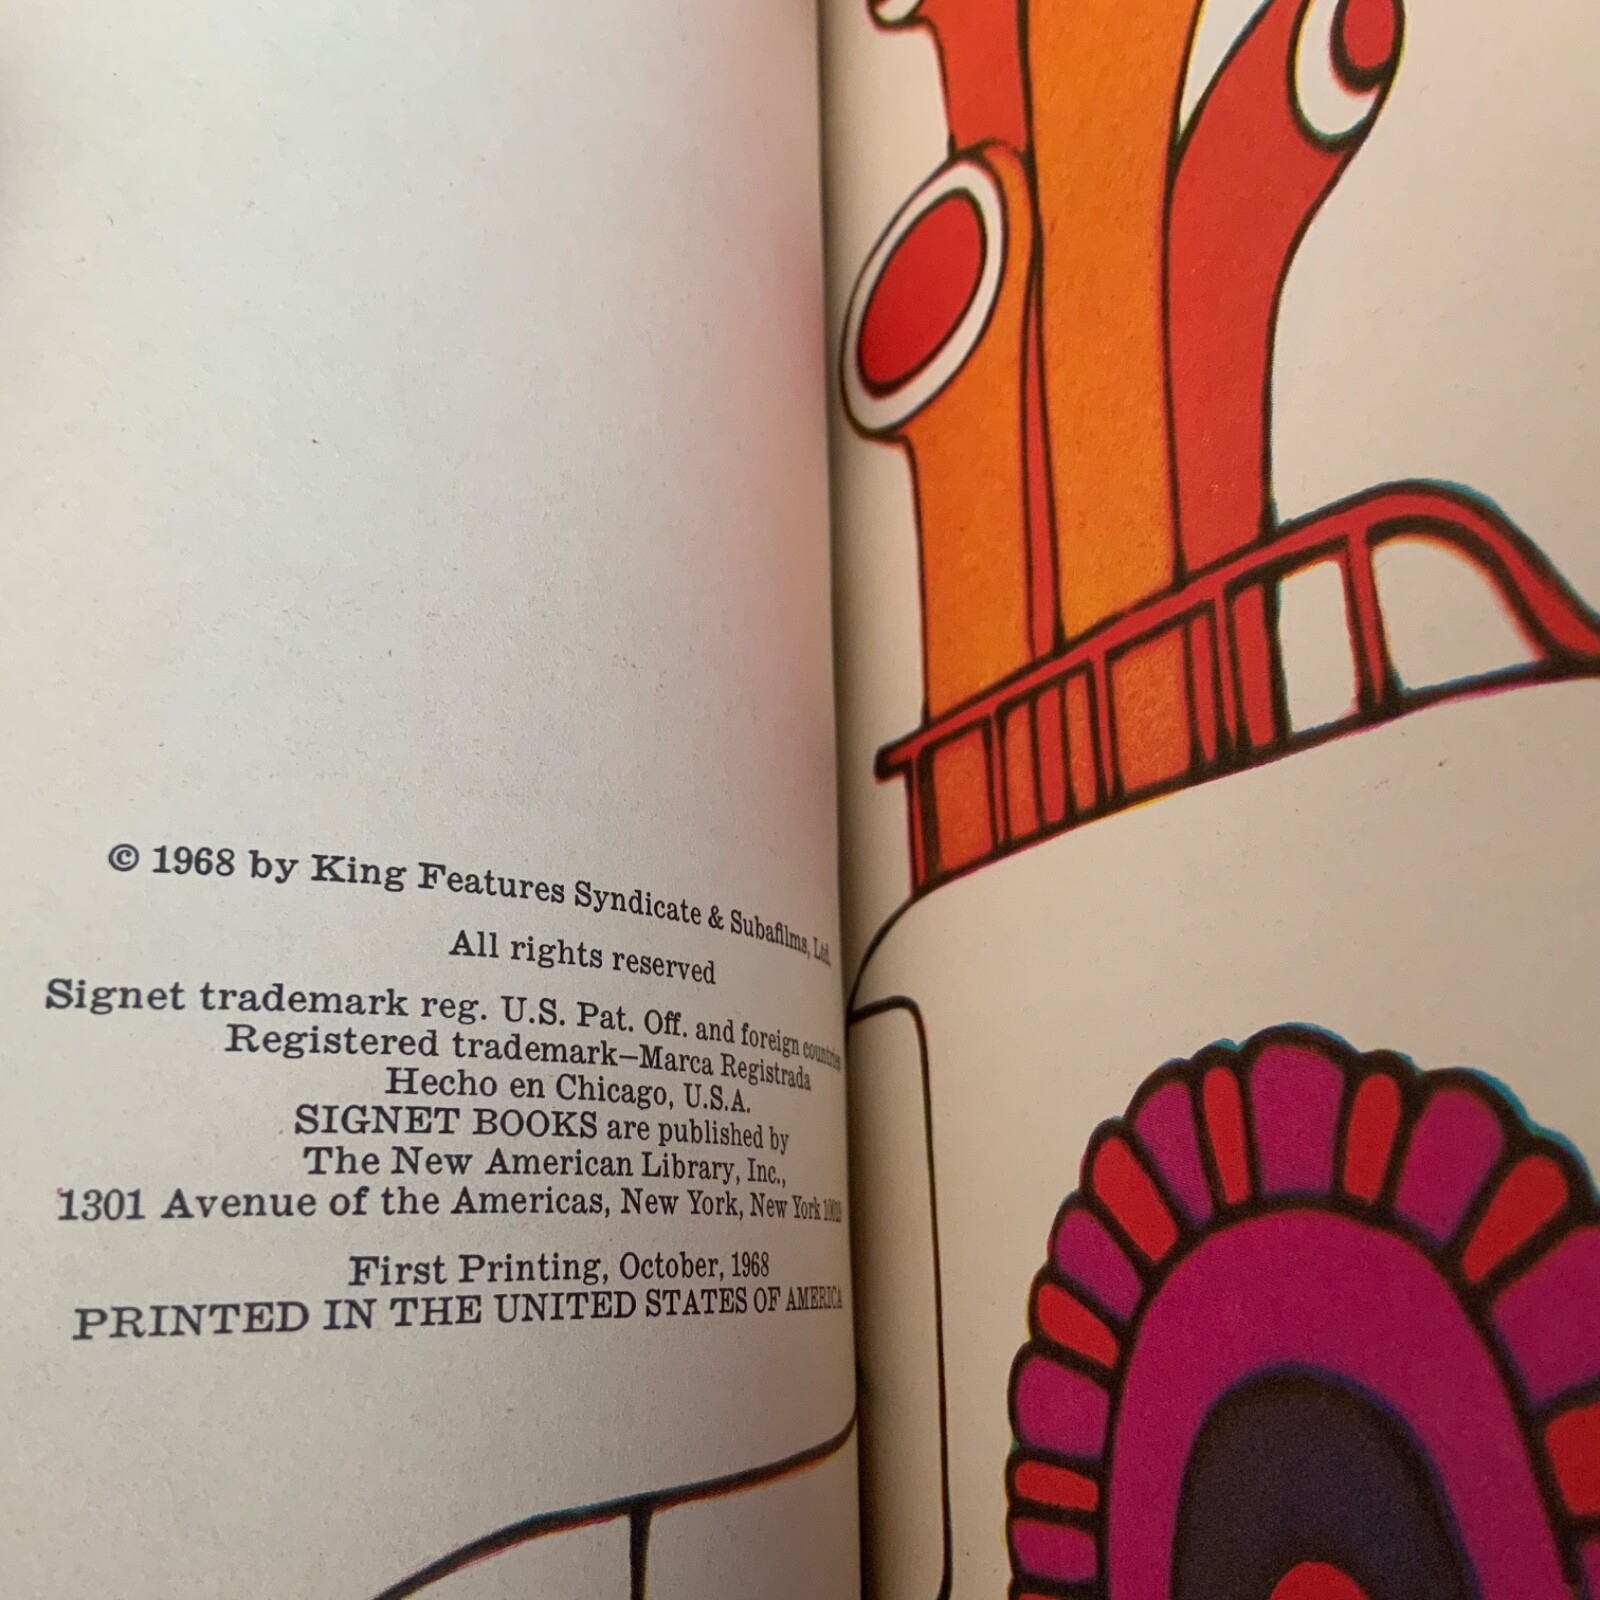 © 1968 by King Features Syndicate & Subafilms, Ltd.
All rights reserved
Signet trademark reg. U.S. Pat. Off. and foreign countries
Registered trademark—Marca Registrada
Hecho en Chicago, U.S.A.
SIGNET BOOKS are published by
The New American Library, Inc.,
1301 Avenue of the Americas, New York, New York
First Printing, October, 1968
PRINTED IN THE UNITED STATES OF AMERICA